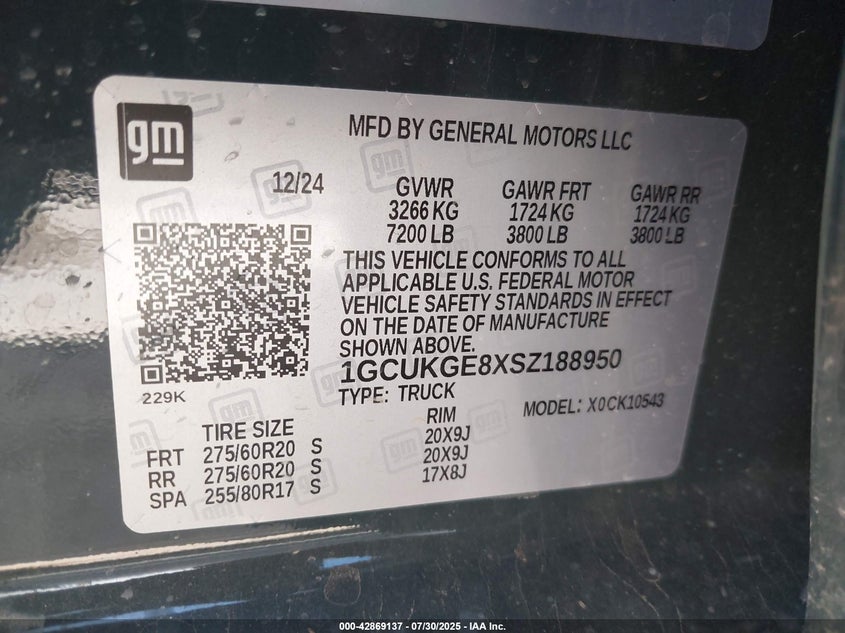 gm
MFD BY GENERAL MOTORS LLC
12/24 GVWR GAWR FRT GAWR RR
3266 KG 1724 KG 1724 KG
7200 LB 3800 LB 3800 LB
THIS VEHICLE CONFORMS TO ALL
APPLICABLE U.S. FEDERAL MOTOR
VEHICLE SAFETY STANDARDS IN EFFECT
ON THE DATE OF MANUFACTURE
SHOWN ABOVE.
1GCUKGE8XSZ188950
229K
TYPE: TRUCK MODEL: X0CK10543
TIRE SIZE RIM
FRT 275/60R20 S 20X9J
RR 275/60R20 S 20X9J
SPA 255/80R17 S 17X8J
000-42869137 - 07/30/2025 - IAA Inc.